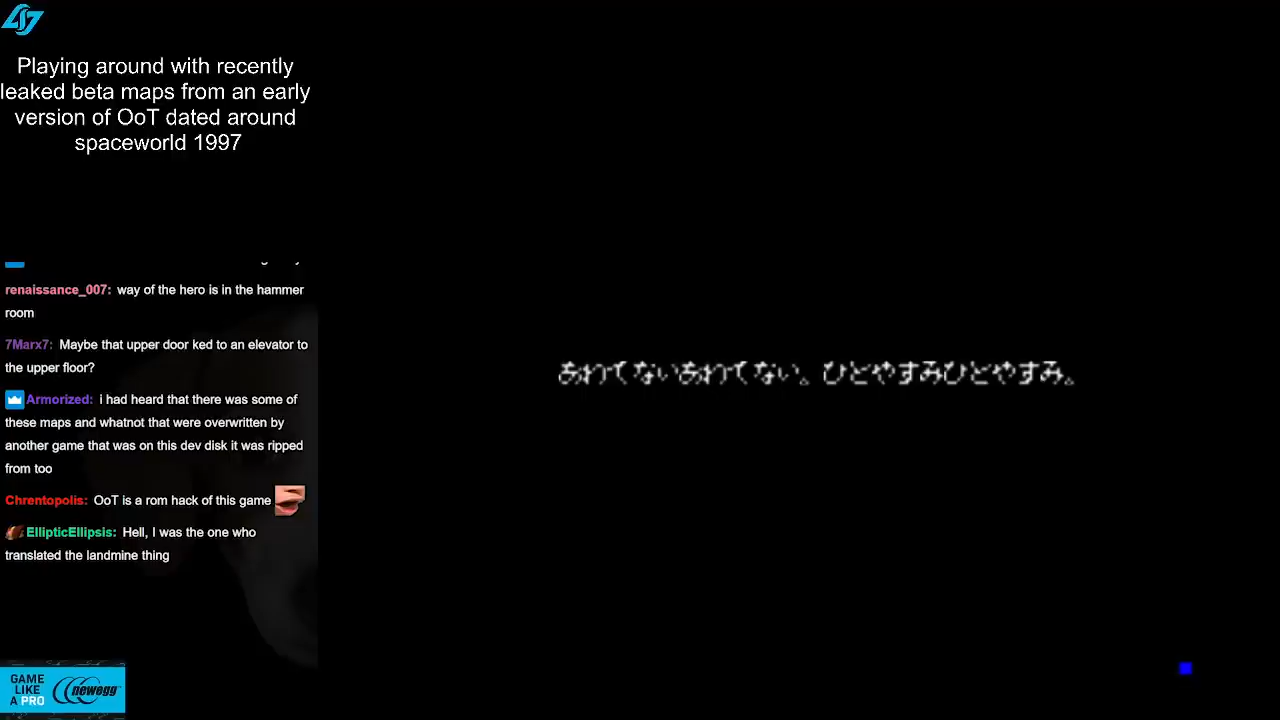 Playing around with recently
leaked beta maps from an early
version of OoT dated around
spaceworld 1997
renaissance_007: way of the hero is in the hammer
room
7Marx7: Maybe that upper door ked to an elevator to
the upper floor?
Armorized: i had heard that there was some of
these maps and whatnot that were overwritten by
another game that was on this dev disk it was ripped
from too
Chrentopolis: OoT is a rom hack of this game
EllipticEllipsis: Hell, I was the one who
translated the landmine thing
あわてないあわてない。ひとやすみひとやすみ。
GAME
LIKE
A PRO
newegg